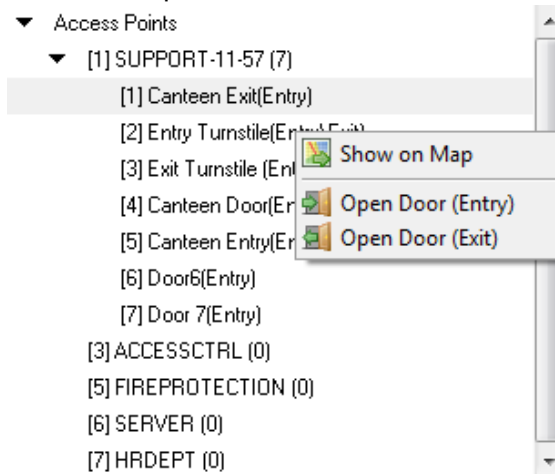 Access Points
[1] SUPPORT-11-57 (7)
[1] Canteen Exit(Entry)
[2] Entry Turnstile(Entry\Exit)
Show on Map
[3] Exit Turnstile
[4] Canteen
Open Door (Entry)
[5] Canteen
Open Door (Exit)
[6] Door6(Entry)
[7] Door 7(Entry)
[3] ACCESSCTRL (0)
[5] FIREPROTECTION (0)
[6] SERVER (0)
[7] HRDEPT (0)